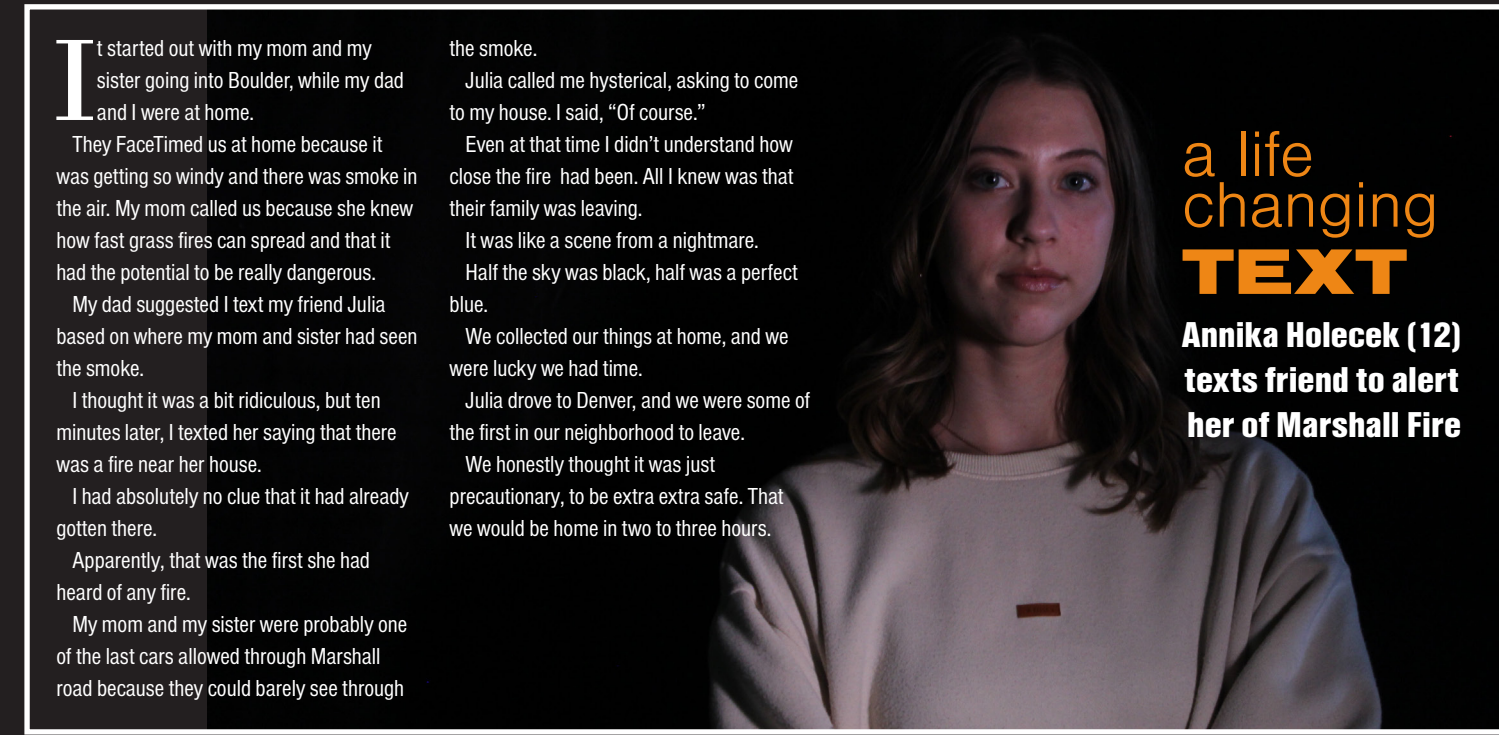 It started out with my mom and my
sister going into Boulder, while my dad
and I were at home.
They FaceTimed us at home because it
was getting so windy and there was smoke in
the air. My mom called us because she knew
how fast grass fires can spread and that it
had the potential to be really dangerous.
My dad suggested I text my friend Julia
based on where my mom and sister had seen
the smoke.
I thought it was a bit ridiculous, but ten
minutes later, I texted her saying that there
was a fire near her house.
I had absolutely no clue that it had already
gotten there.
Apparently, that was the first she had
heard of any fire.
My mom and my sister were probably one
of the last cars allowed through Marshall
road because they could barely see through
the smoke.
Julia called me hysterical, asking to come
to my house. I said, “Of course.”
Even at that time I didn’t understand how
close the fire  had been. All I knew was that
their family was leaving.
It was like a scene from a nightmare.
Half the sky was black, half was a perfect
blue.
We collected our things at home, and we
were lucky we had time.
Julia drove to Denver, and we were some of
the first in our neighborhood to leave.
We honestly thought it was just
precautionary, to be extra extra safe. That
we would be home in two to three hours.
a life
changing
TEXT
Annika Holecek (12)
texts friend to alert
her of Marshall Fire